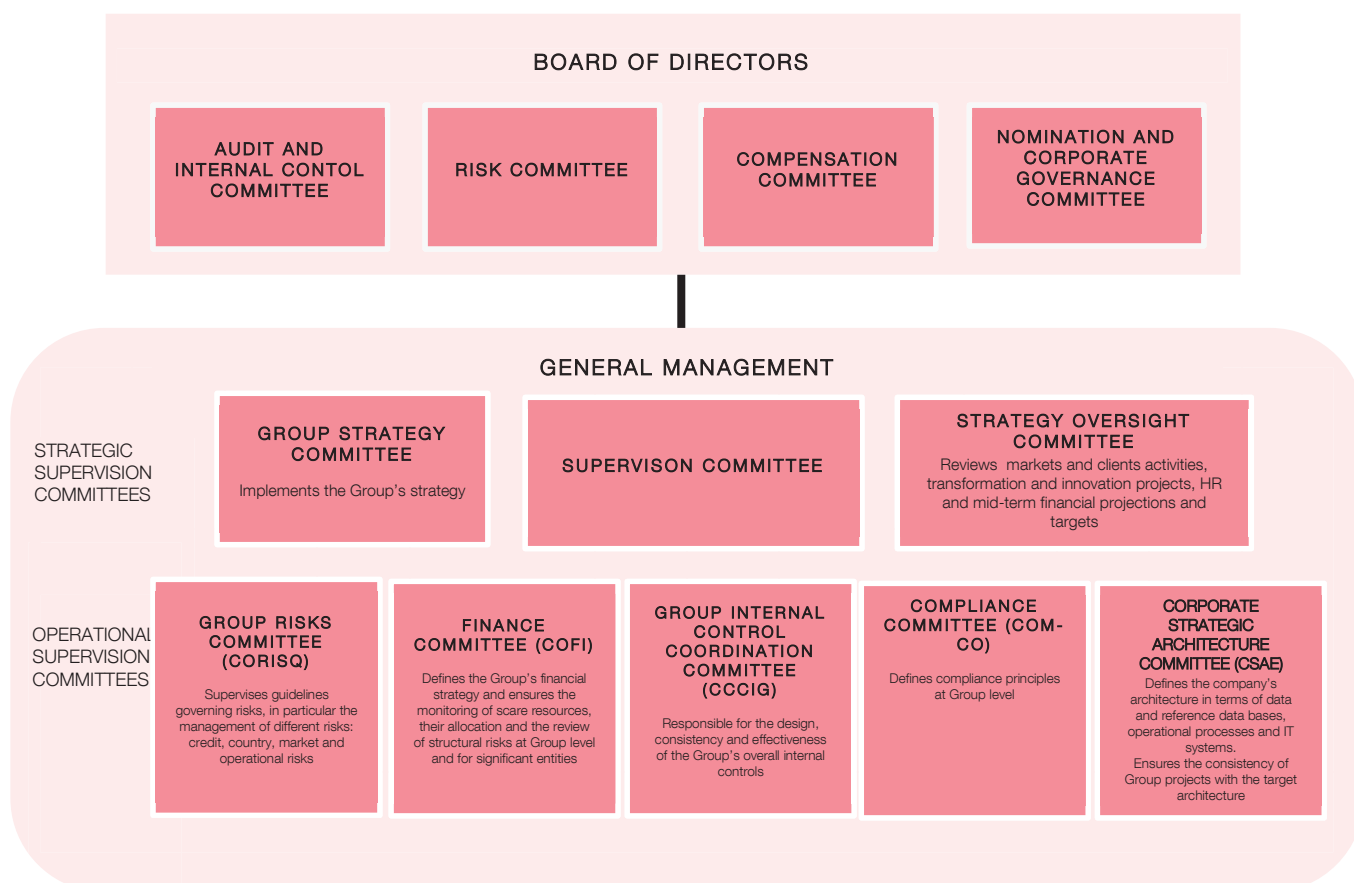 BOARD OF DIRECTORS
AUDIT AND
INTERNAL CONTOL
COMMITTEE
RISK COMMITTEE
COMPENSATION
COMMITTEE
NOMINATION AND
CORPORATE
GOVERNANCE
COMMITTEE
GENERAL MANAGEMENT
STRATEGIC
SUPERVISION
COMMITTEES
GROUP STRATEGY
COMMITTEE
Implements the Group's strategy
SUPERVISON COMMITTEE
STRATEGY OVERSIGHT
COMMITTEE
Reviews markets and clients activities,
transformation and innovation projects, HR
and mid-term financial projections and
targets
OPERATIONAL
SUPERVISION
COMMITTEES
GROUP RISKS
COMMITTEE
(CORISQ)
Supervises guidelines
governing risks, in particular the
management of different risks:
credit, country, market and
operational risks
FINANCE
COMMITTEE (COFI)
Defines the Group's financial
strategy and ensures the
monitoring of scare resources,
their allocation and the review
of structural risks at Group level
and for significant entities
GROUP INTERNAL
CONTROL
COORDINATION
COMMITTEE
(CCCIG)
Responsible for the design,
consistency and effectiveness
of the Group's overall internal
controls
COMPLIANCE
COMMITTEE (COM-
CO)
Defines compliance principles
at Group level
CORPORATE
STRATEGIC
ARCHITECTURE
COMMITTEE (CSAE)
Defines the company's
architecture in terms of data
and reference data bases,
operational processes and IT
systems.
Ensures the consistency of
Group projects with the target
architecture